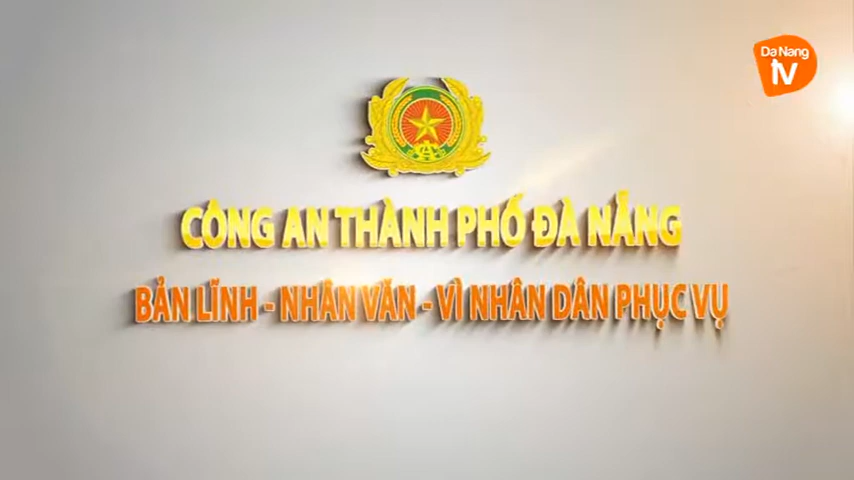 Da Nang
TV
CÔNG AN THÀNH PHỐ ĐÀ NẴNG
BẢN LĨNH - NHÂN VĂN - VÌ NHÂN DÂN PHỤC VỤ